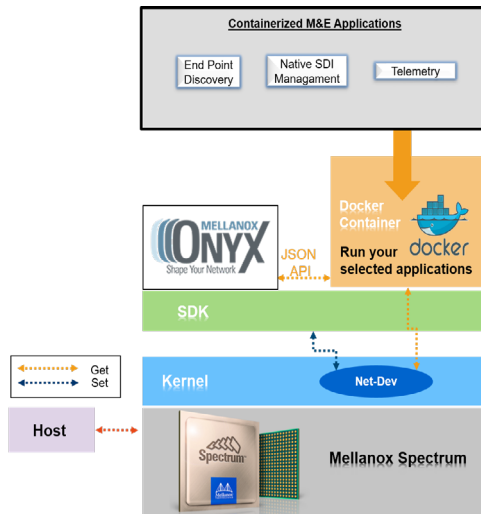 Containerized M&E Applications
End Point
Discovery
Native SDI
Managament
Telemetry
MELLANOX
ONYX
Shape Your Network
JSON
API
Docker
Container
docker
Run your
selected applications
SDK
Get
Set
Kernel
Net-Dev
Host
Spectrum
Mellanox Spectrum